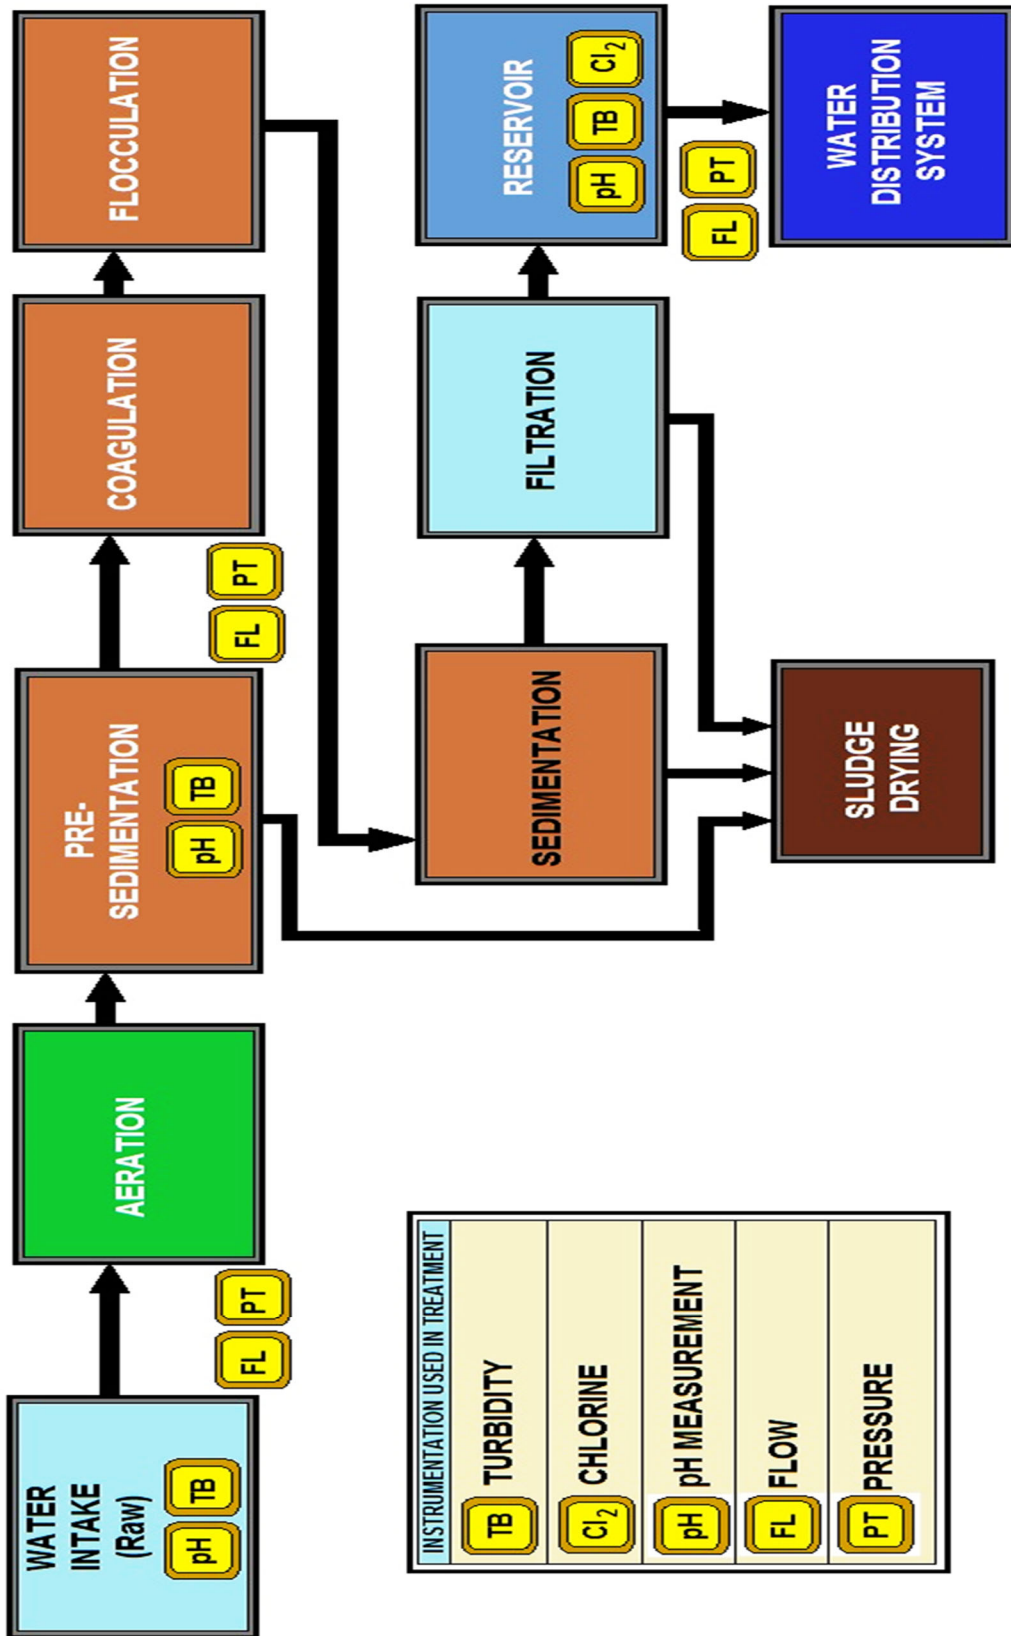 WATER
INTAKE
(Raw)
pH TB
FL PT
AERATION
PRE-
SEDIMENTATION
pH TB
FL PT
COAGULATION
FLOCCULATION
SEDIMENTATION
FILTRATION
RESERVOIR
pH TB Cl₂
FL PT
SLUDGE
DRYING
WATER
DISTRIBUTION
SYSTEM
INSTRUMENTATION USED IN TREATMENT
TB TURBIDITY
Cl₂ CHLORINE
pH pH MEASUREMENT
FL FLOW
PT PRESSURE